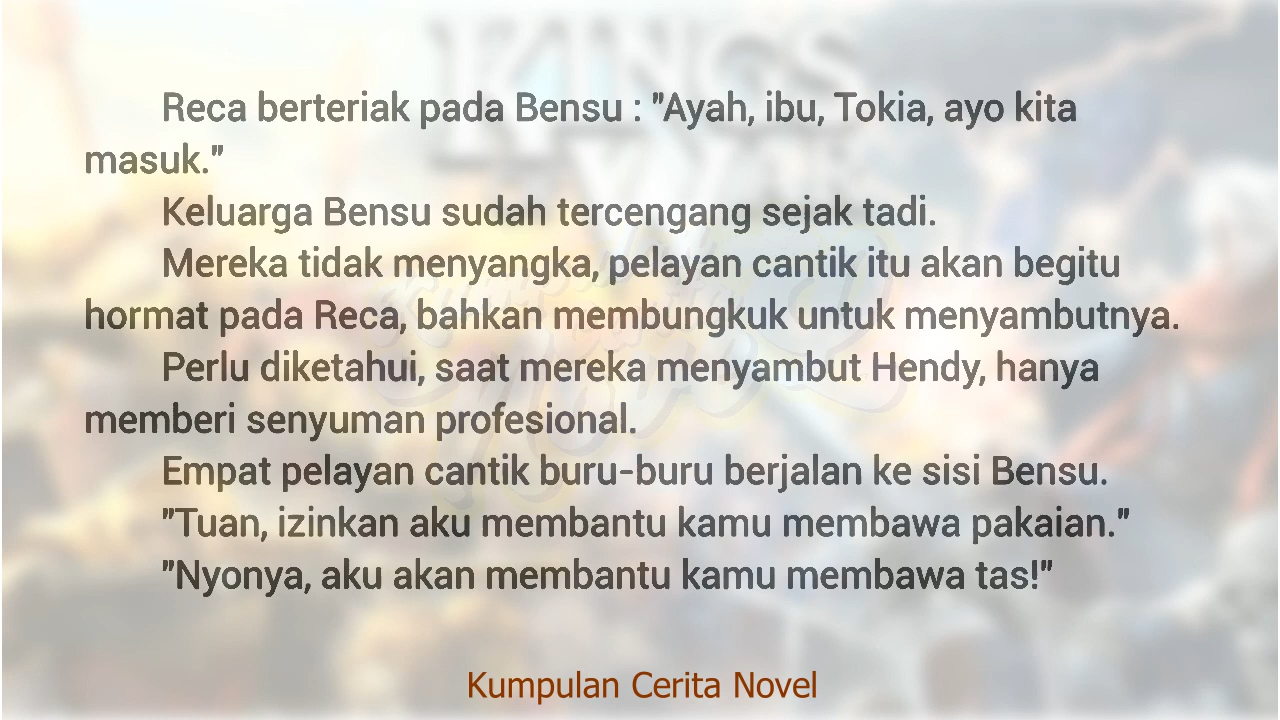 KINGS
Reca berteriak pada Bensu : "Ayah, ibu, Tokia, ayo kita
masuk."
Keluarga Bensu sudah tercengang sejak tadi.
Mereka tidak menyangka, pelayan cantik itu akan begitu
hormat pada Reca, bahkan membungkuk untuk menyambutnya.
Perlu diketahui, saat mereka menyambut Hendy, hanya
memberi senyuman profesional.
Empat pelayan cantik buru-buru berjalan ke sisi Bensu.
"Tuan, izinkan aku membantu kamu membawa pakaian."
"Nyonya, aku akan membantu kamu membawa tas!"
Kumpulan Cerita Novel